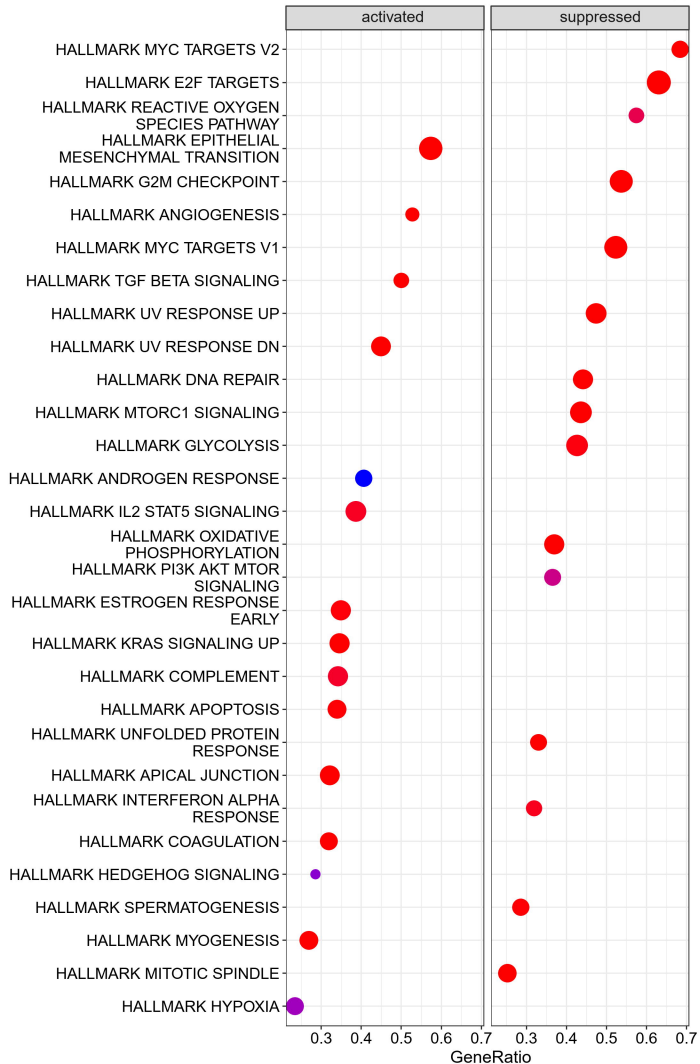 activated
suppressed
HALLMARK MYC TARGETS V2
HALLMARK E2F TARGETS
HALLMARK REACTIVE OXYGEN
SPECIES PATHWAY
HALLMARK EPITHELIAL
MESENCHYMAL TRANSITION
HALLMARK G2M CHECKPOINT
HALLMARK ANGIOGENESIS
HALLMARK MYC TARGETS V1
HALLMARK TGF BETA SIGNALING
HALLMARK UV RESPONSE UP
HALLMARK UV RESPONSE DN
HALLMARK DNA REPAIR
HALLMARK MTORC1 SIGNALING
HALLMARK GLYCOLYSIS
HALLMARK ANDROGEN RESPONSE
HALLMARK IL2 STAT5 SIGNALING
HALLMARK OXIDATIVE
PHOSPHORYLATION
HALLMARK PI3K AKT MTOR
SIGNALING
HALLMARK ESTROGEN RESPONSE
EARLY
HALLMARK KRAS SIGNALING UP
HALLMARK COMPLEMENT
HALLMARK APOPTOSIS
HALLMARK UNFOLDED PROTEIN
RESPONSE
HALLMARK APICAL JUNCTION
HALLMARK INTERFERON ALPHA
RESPONSE
HALLMARK COAGULATION
HALLMARK HEDGEHOG SIGNALING
HALLMARK SPERMATOGENESIS
HALLMARK MYOGENESIS
HALLMARK MITOTIC SPINDLE
HALLMARK HYPOXIA
0.3 0.4 0.5 0.6 0.7
0.3 0.4 0.5 0.6 0.7
GeneRatio